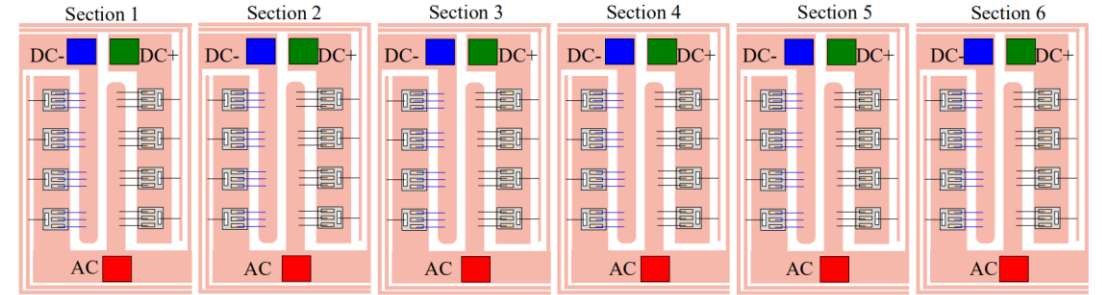 Section 1 Section 2 Section 3 Section 4 Section 5 Section 6
DC- DC+ DC- DC+ DC- DC+ DC- DC+ DC- DC+ DC- DC+
AC AC AC AC AC AC